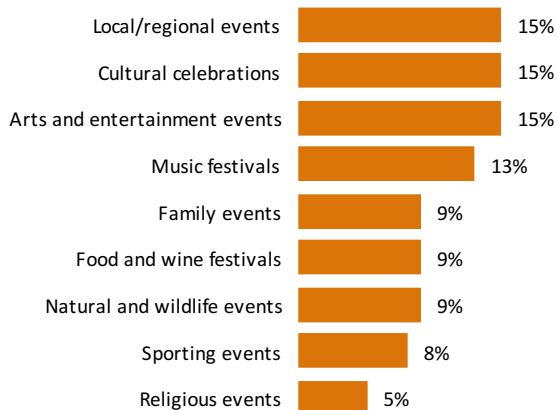 Local/regional events 15%
Cultural celebrations 15%
Arts and entertainment events 15%
Music festivals 13%
Family events 9%
Food and wine festivals 9%
Natural and wildlife events 9%
Sporting events 8%
Religious events 5%